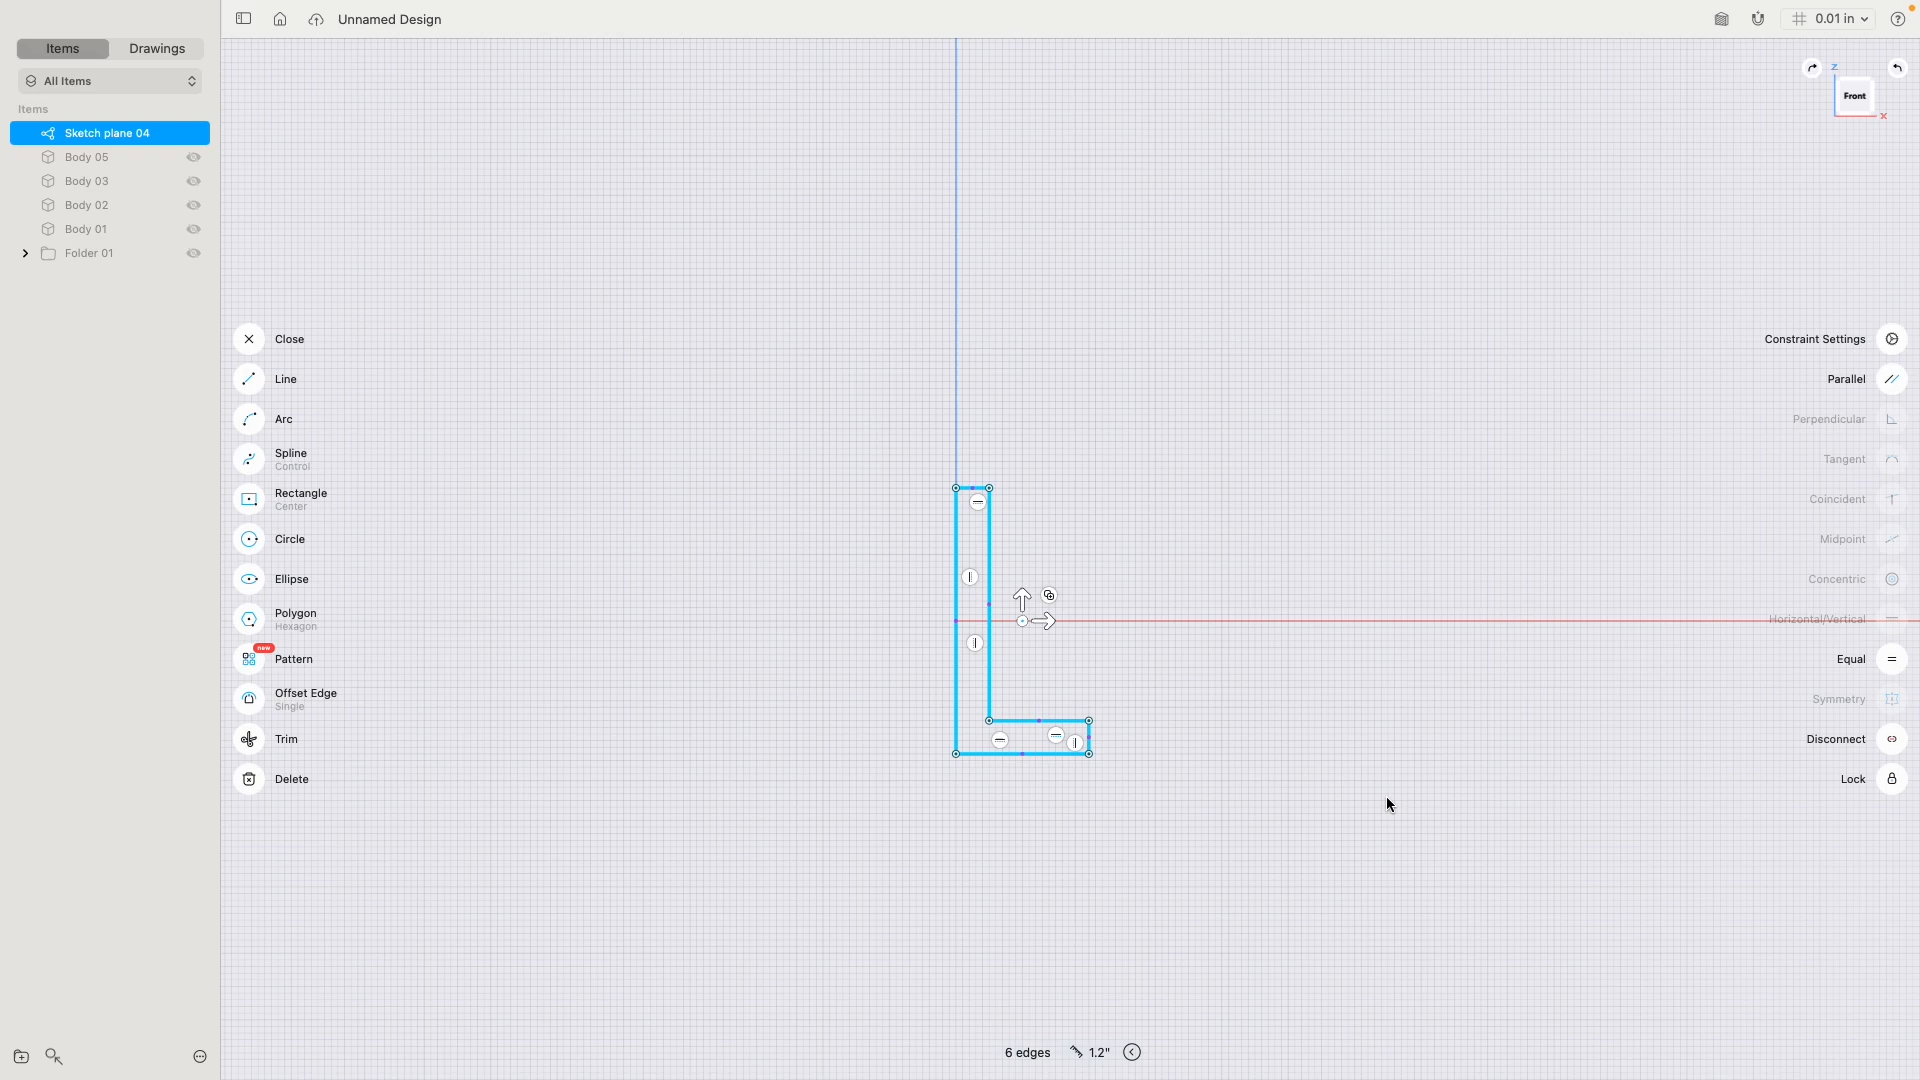 Unnamed Design
0.01 in
Items
Drawings
All Items
Items
Sketch plane 04
Body 05
Body 03
Body 02
Body 01
Folder 01
Z
Front
X
Close
Line
Arc
Spline
Control
Rectangle
Center
Circle
Ellipse
Polygon
Hexagon
new
Pattern
Offset Edge
Single
Trim
Delete
Constraint Settings
Parallel
Perpendicular
Tangent
Coincident
Midpoint
Concentric
Horizontal/Vertical
Equal
Symmetry
Disconnect
Lock
6 edges
1.2"